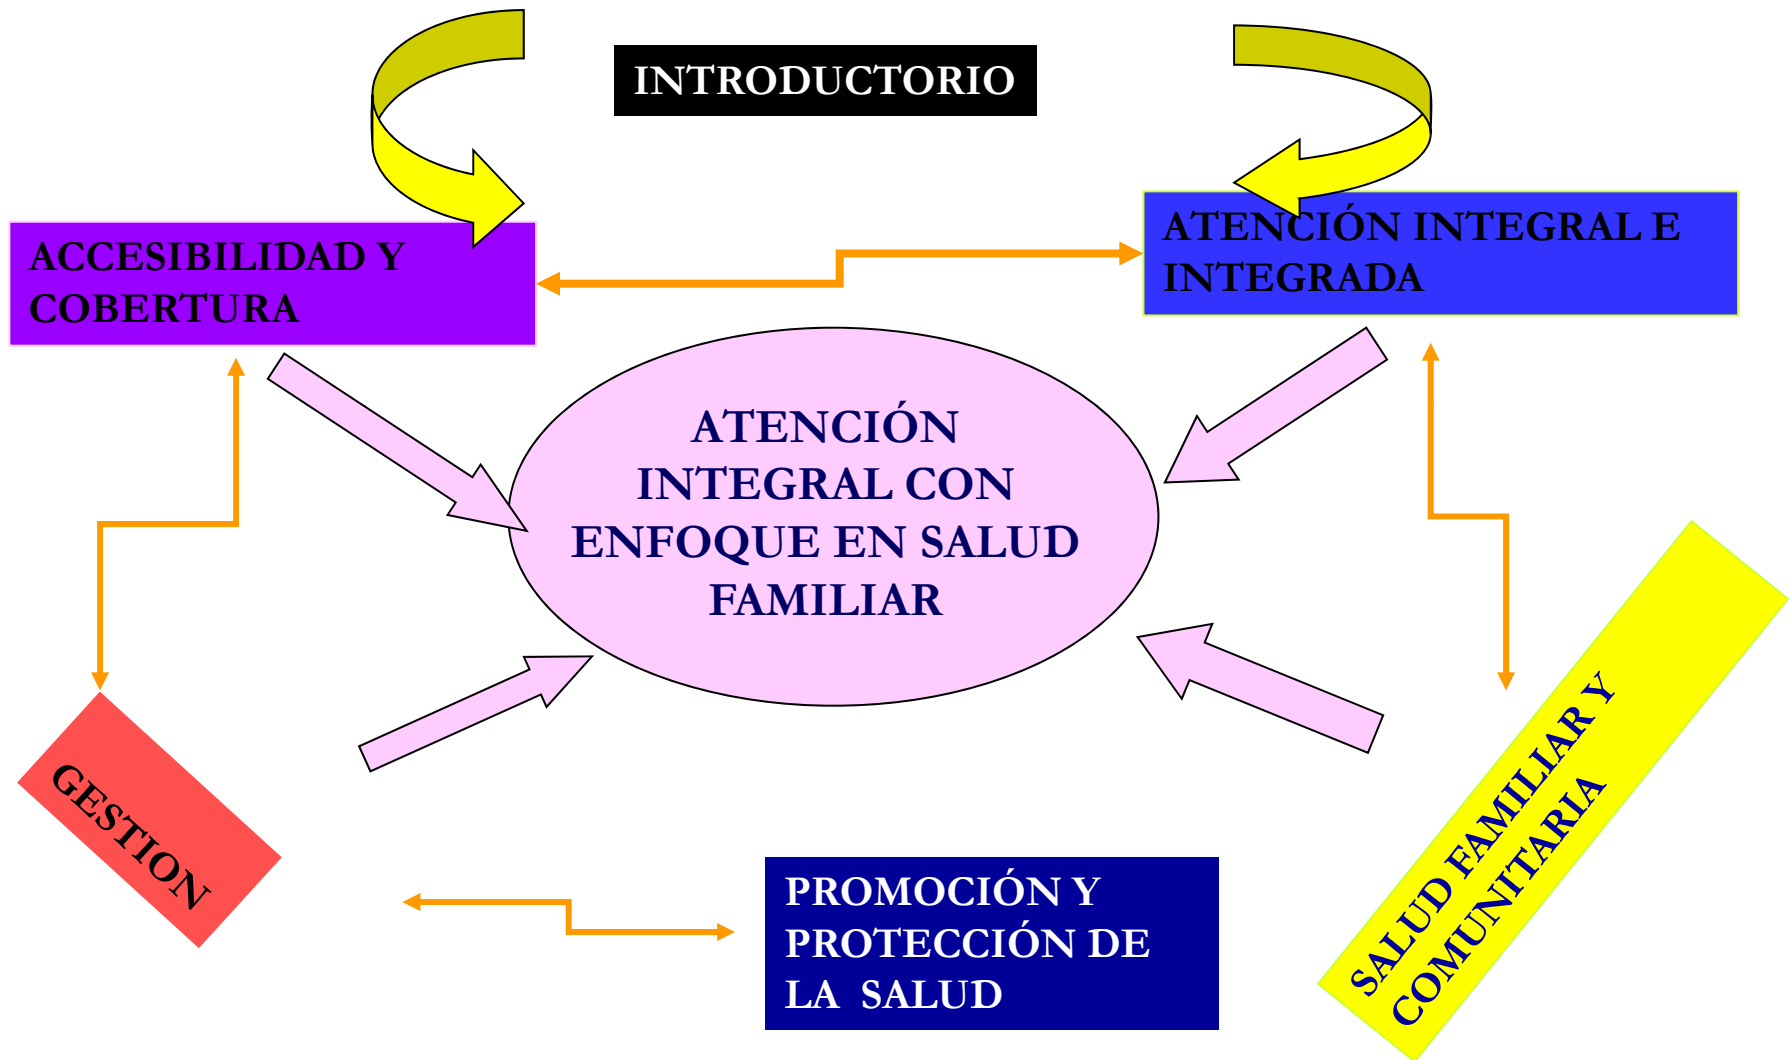 INTRODUCTORIO
ACCESIBILIDAD Y
COBERTURA
ATENCIÓN INTEGRAL E
INTEGRADA
ATENCIÓN
INTEGRAL CON
ENFOQUE EN SALUD
FAMILIAR
GESTION
PROMOCIÓN Y
PROTECCIÓN DE
LA SALUD
SALUD FAMILIAR Y
COMUNITARIA